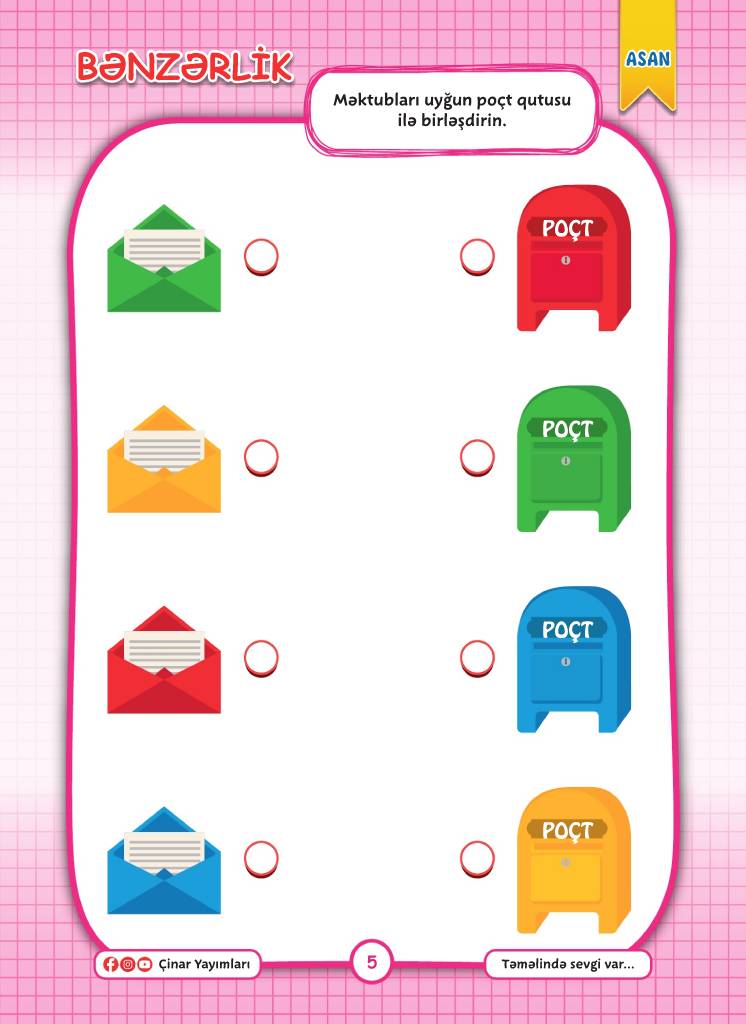 BƏNZƏRLİK
ASAN
Məktubları uyğun poçt qutusu
ilə birləşdirin.
POÇT
POÇT
POÇT
POÇT
Çinar Yayımları
5
Təməlində sevgi var...